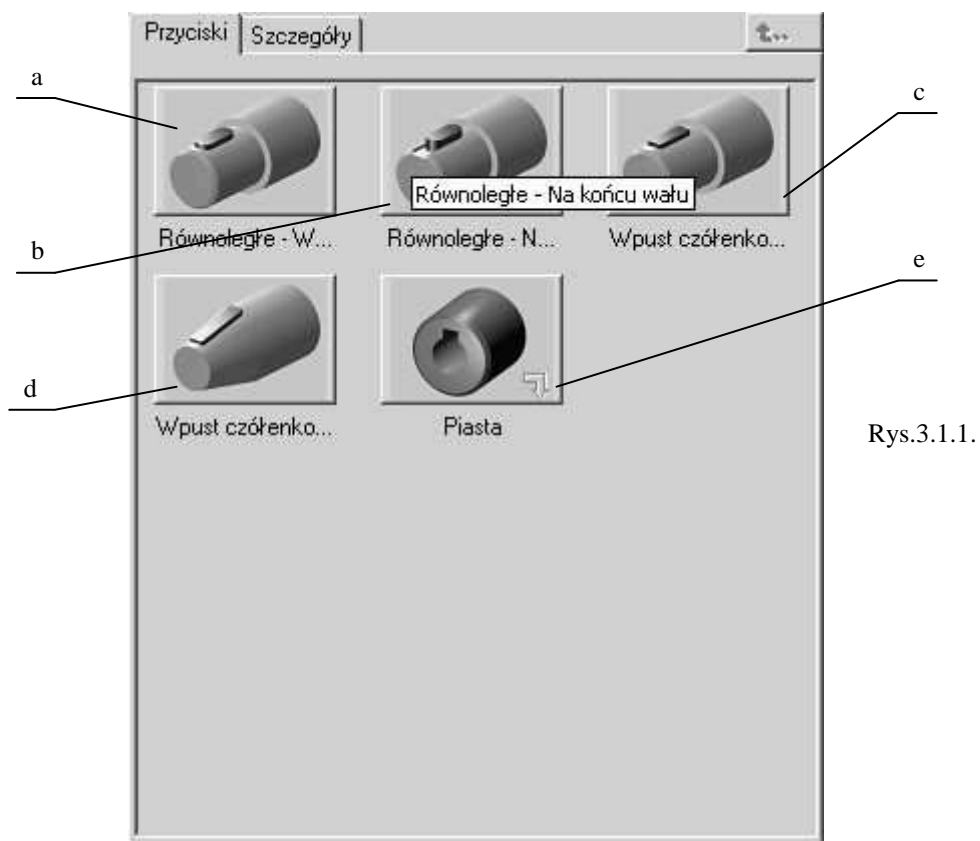 Przyciski Szczegóły
a
c
Równoległe - Na końcu wału
Równoległe - W... Równoległe - N... Wpust czółenko...
b
e
d
Wpust czółenko... Piasta
Rys.3.1.1.